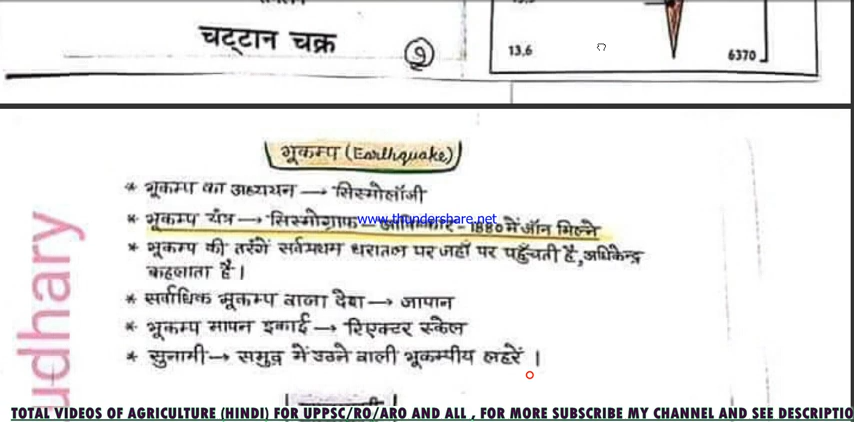 चट्टान चक्र
9
13.6
6370
भूकम्प (Earthquake)
* भूकम्प का अध्ययन → सिस्मोलॉजी
* भूकम्प यंत्र → सिस्मोग्राफ – आविष्कार - 1880 में जॉन मिल्ने
www.thundershare.net
* भूकम्प की तरंगें सर्वप्रथम धरातल पर जहाँ पर पहुँचती है, अधिकेन्द्र
कहलाता है।
* सर्वाधिक भूकम्प वाला देश → जापान
* भूकम्प मापन इकाई → रिएक्टर स्केल
* सुनामी → समुद्र में उठने वाली भूकम्पीय लहरें ।
udhary
TOTAL VIDEOS OF AGRICULTURE (HINDI) FOR UPPSC/RO/ARO AND ALL , FOR MORE SUBSCRIBE MY CHANNEL AND SEE DESCRIPTIO